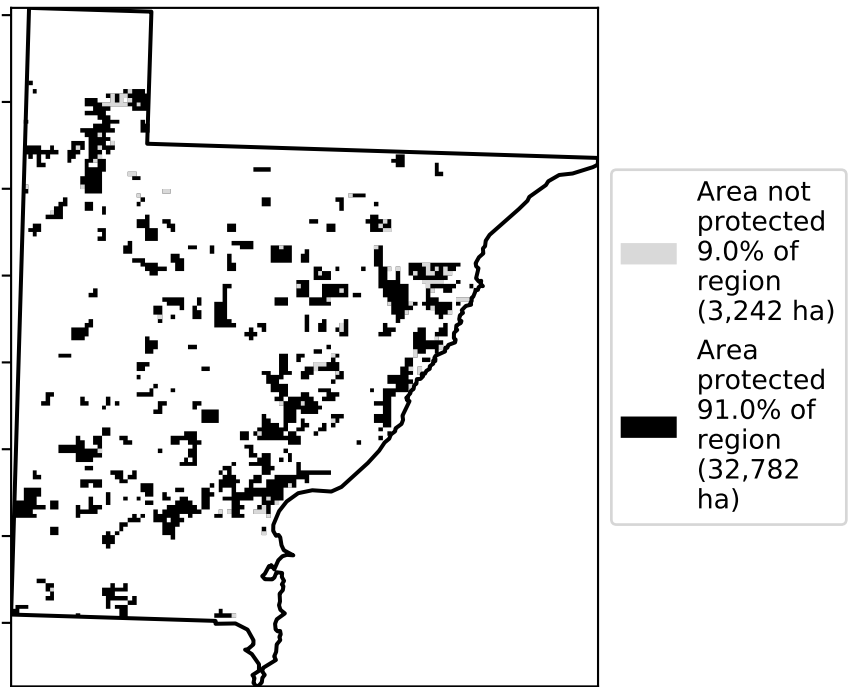 Area not
protected
9.0% of
region
(3,242 ha)
Area
protected
91.0% of
region
(32,782
ha)